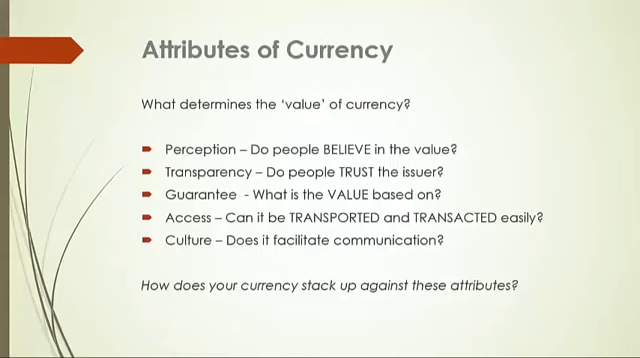 Attributes of Currency
What determines the ‘value’ of currency?
Perception – Do people BELIEVE in the value?
Transparency – Do people TRUST the issuer?
Guarantee - What is the VALUE based on?
Access – Can it be TRANSPORTED and TRANSACTED easily?
Culture – Does it facilitate communication?
How does your currency stack up against these attributes?